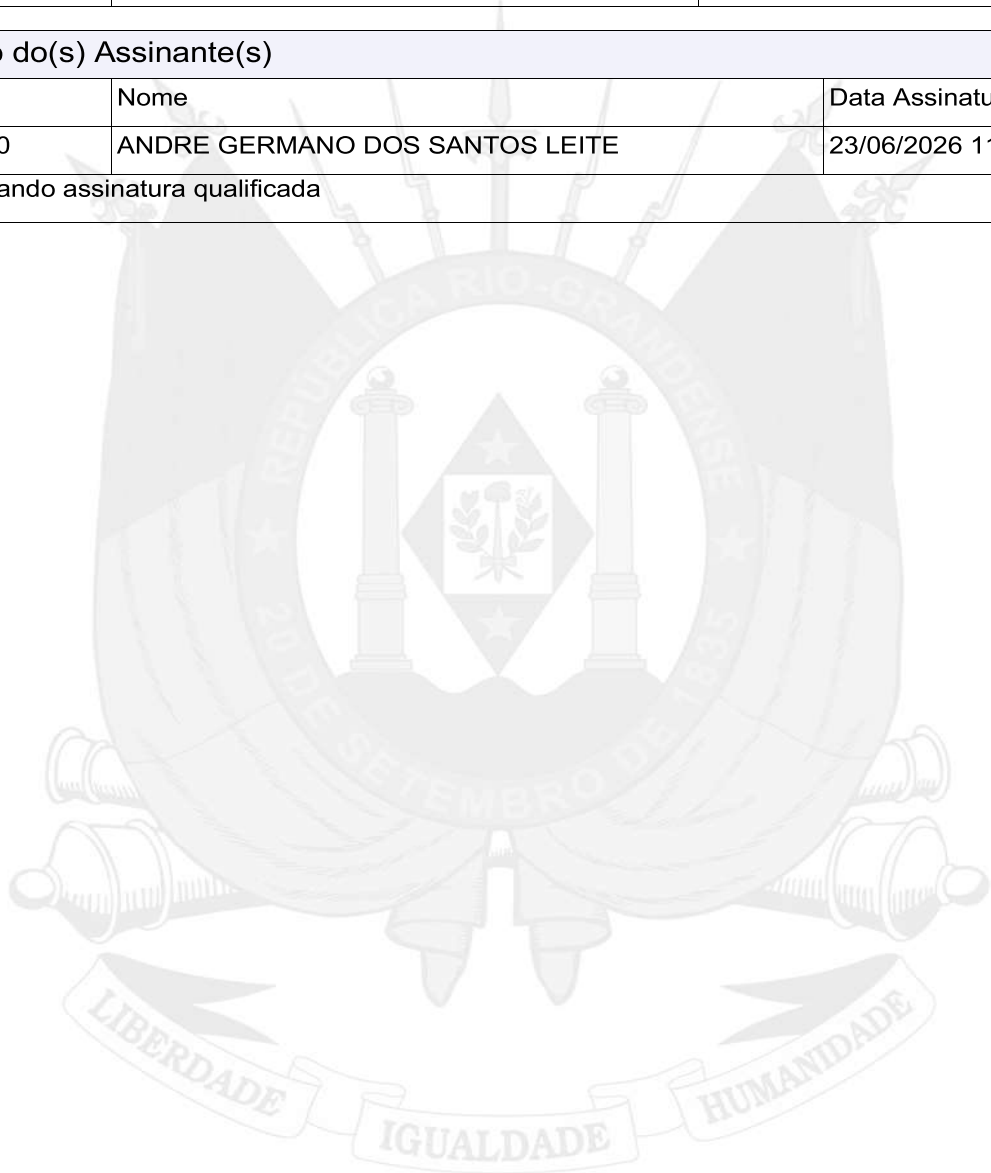 o do(s) Assinante(s)
Nome
Data Assinatu
0
ANDRE GERMANO DOS SANTOS LEITE
23/06/2026 11
ando assinatura qualificada
REPUBLICA RIO-GRANDENSE
20 DE SETEMBRO DE 1835
LIBERDADE
IGUALDADE
HUMANIDADE